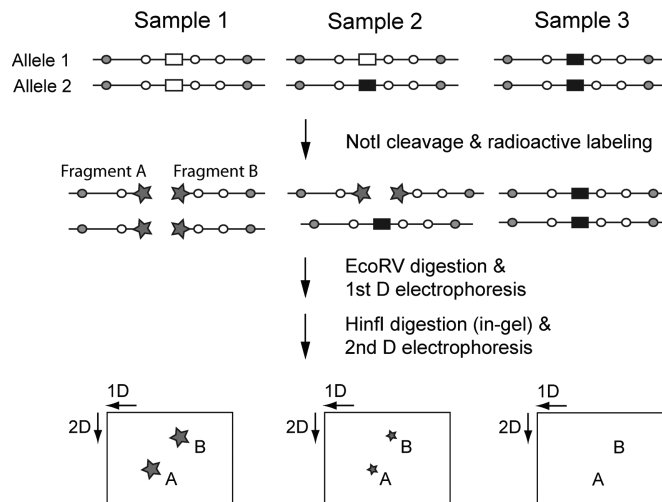 Sample 1 Sample 2 Sample 3
Allele 1
Allele 2
NotI cleavage & radioactive labeling
Fragment A Fragment B
EcoRV digestion &
1st D electrophoresis
HinfI digestion (in-gel) &
2nd D electrophoresis
1D 1D 1D
2D 2D 2D
B B B
A A A